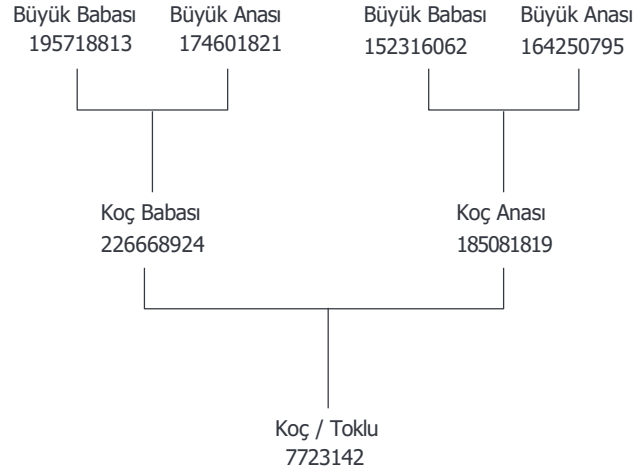 Büyük Babası Büyük Anası Büyük Babası Büyük Anası
195718813 174601821 152316062 164250795
Koç Babası Koç Anası
226668924 185081819
Koç / Toklu
7723142